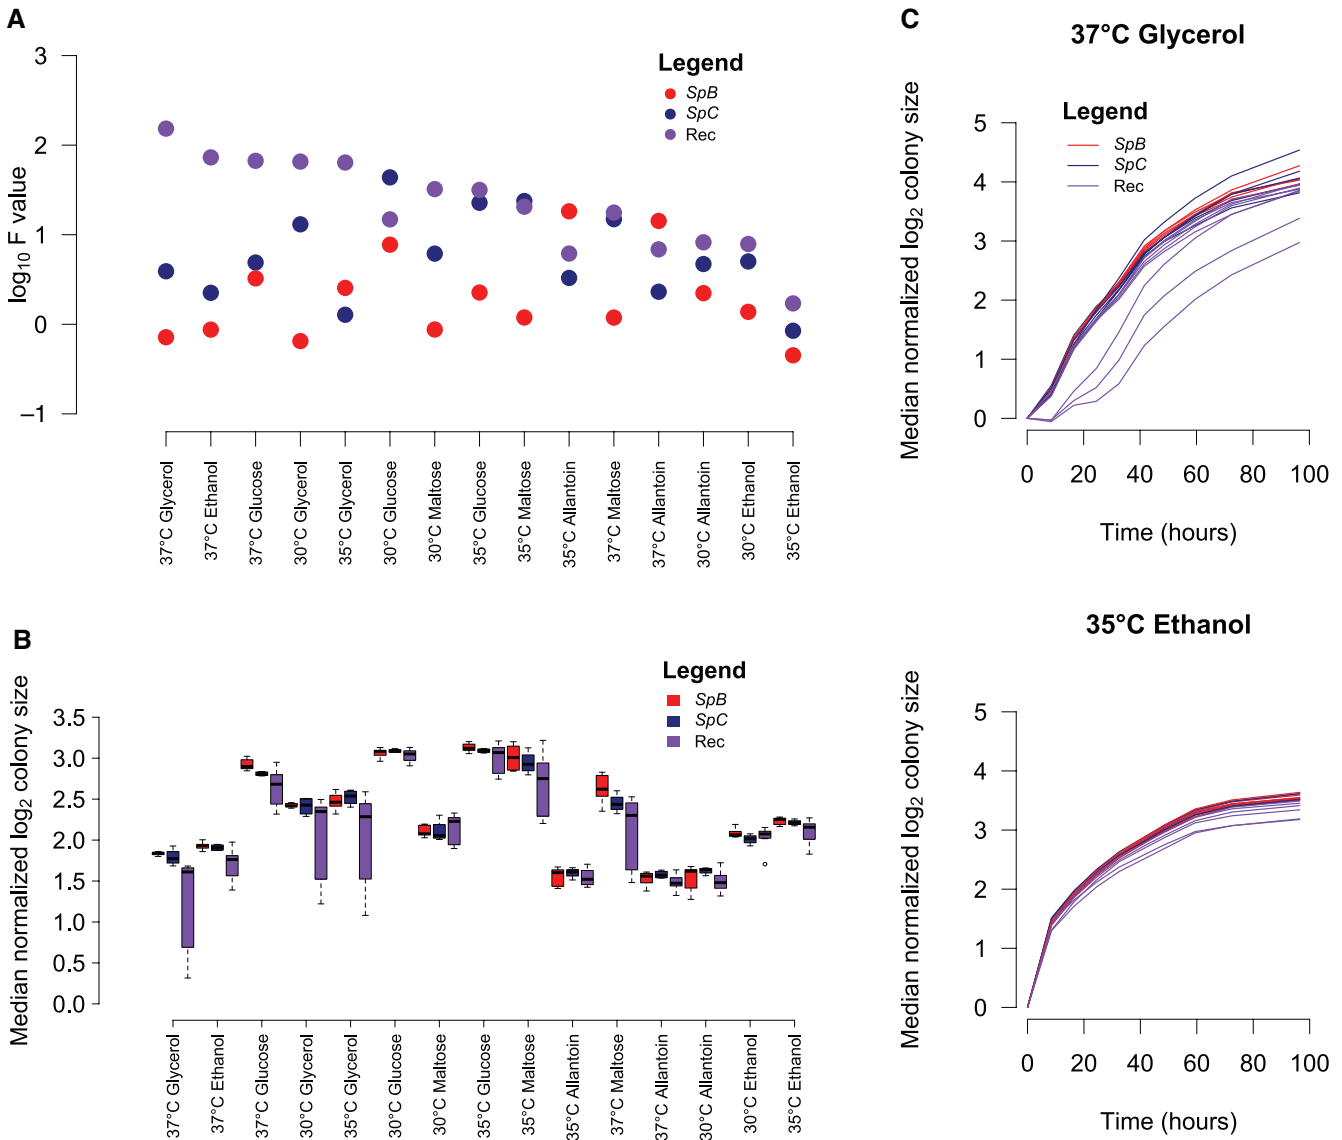 A
log10 F value
3
2
1
0
–1
Legend
SpB
SpC
Rec
37°C Glycerol
37°C Ethanol
37°C Glucose
30°C Glycerol
35°C Glycerol
30°C Glucose
30°C Maltose
35°C Glucose
35°C Maltose
35°C Allantoin
37°C Maltose
37°C Allantoin
30°C Allantoin
30°C Ethanol
35°C Ethanol
B
Median normalized log2 colony size
3.5
3.0
2.5
2.0
1.5
1.0
0.5
0.0
Legend
SpB
SpC
Rec
37°C Glycerol
37°C Ethanol
37°C Glucose
30°C Glycerol
35°C Glycerol
30°C Glucose
30°C Maltose
35°C Glucose
35°C Maltose
35°C Allantoin
37°C Maltose
37°C Allantoin
30°C Allantoin
30°C Ethanol
35°C Ethanol
C
37°C Glycerol
Median normalized log2 colony size
5
4
3
2
1
0
Legend
SpB
SpC
Rec
0 20 40 60 80 100
Time (hours)
35°C Ethanol
Median normalized log2 colony size
5
4
3
2
1
0
0 20 40 60 80 100
Time (hours)